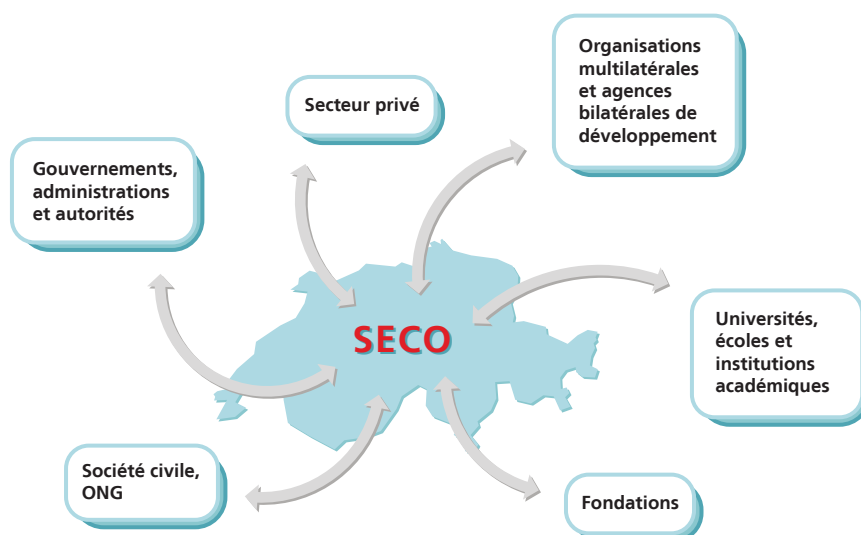 Organisations
multilatérales
et agences
bilatérales de
développement
Secteur privé
Gouvernements,
administrations
et autorités
SECO
Universités,
écoles et
institutions
académiques
Société civile,
ONG
Fondations